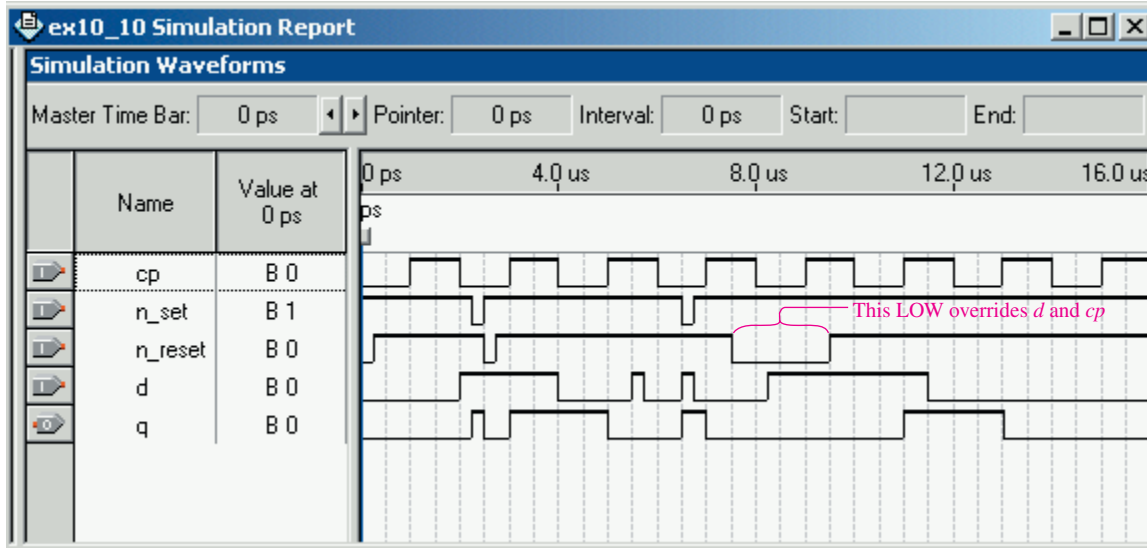 ex10_10 Simulation Report
Simulation Waveforms
Master Time Bar: 0 ps Pointer: 0 ps Interval: 0 ps Start: End:
Name Value at 0 ps 0 ps 4.0 us 8.0 us 12.0 us 16.0 us
ps
cp B 0
n_set B 1
This LOW overrides d and cp
n_reset B 0
d B 0
q B 0